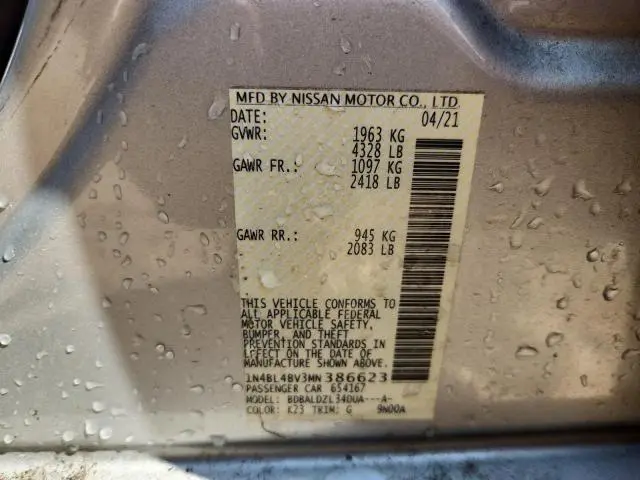 MFD BY NISSAN MOTOR CO., LTD.
DATE: 04/21
GVWR: 1963 KG
4328 LB
GAWR FR.: 1097 KG
2418 LB
GAWR RR.: 945 KG
2083 LB
THIS VEHICLE CONFORMS TO
ALL APPLICABLE FEDERAL
MOTOR VEHICLE SAFETY,
BUMPER, AND THEFT
PREVENTION STANDARDS IN
EFFECT ON THE DATE OF
MANUFACTURE SHOWN ABOVE.
1N4BL4BV3MN386623
PASSENGER CAR 654167
MODEL: BDBALDZL34DUA---A-
COLOR: K23 TRIM: G 9N00A